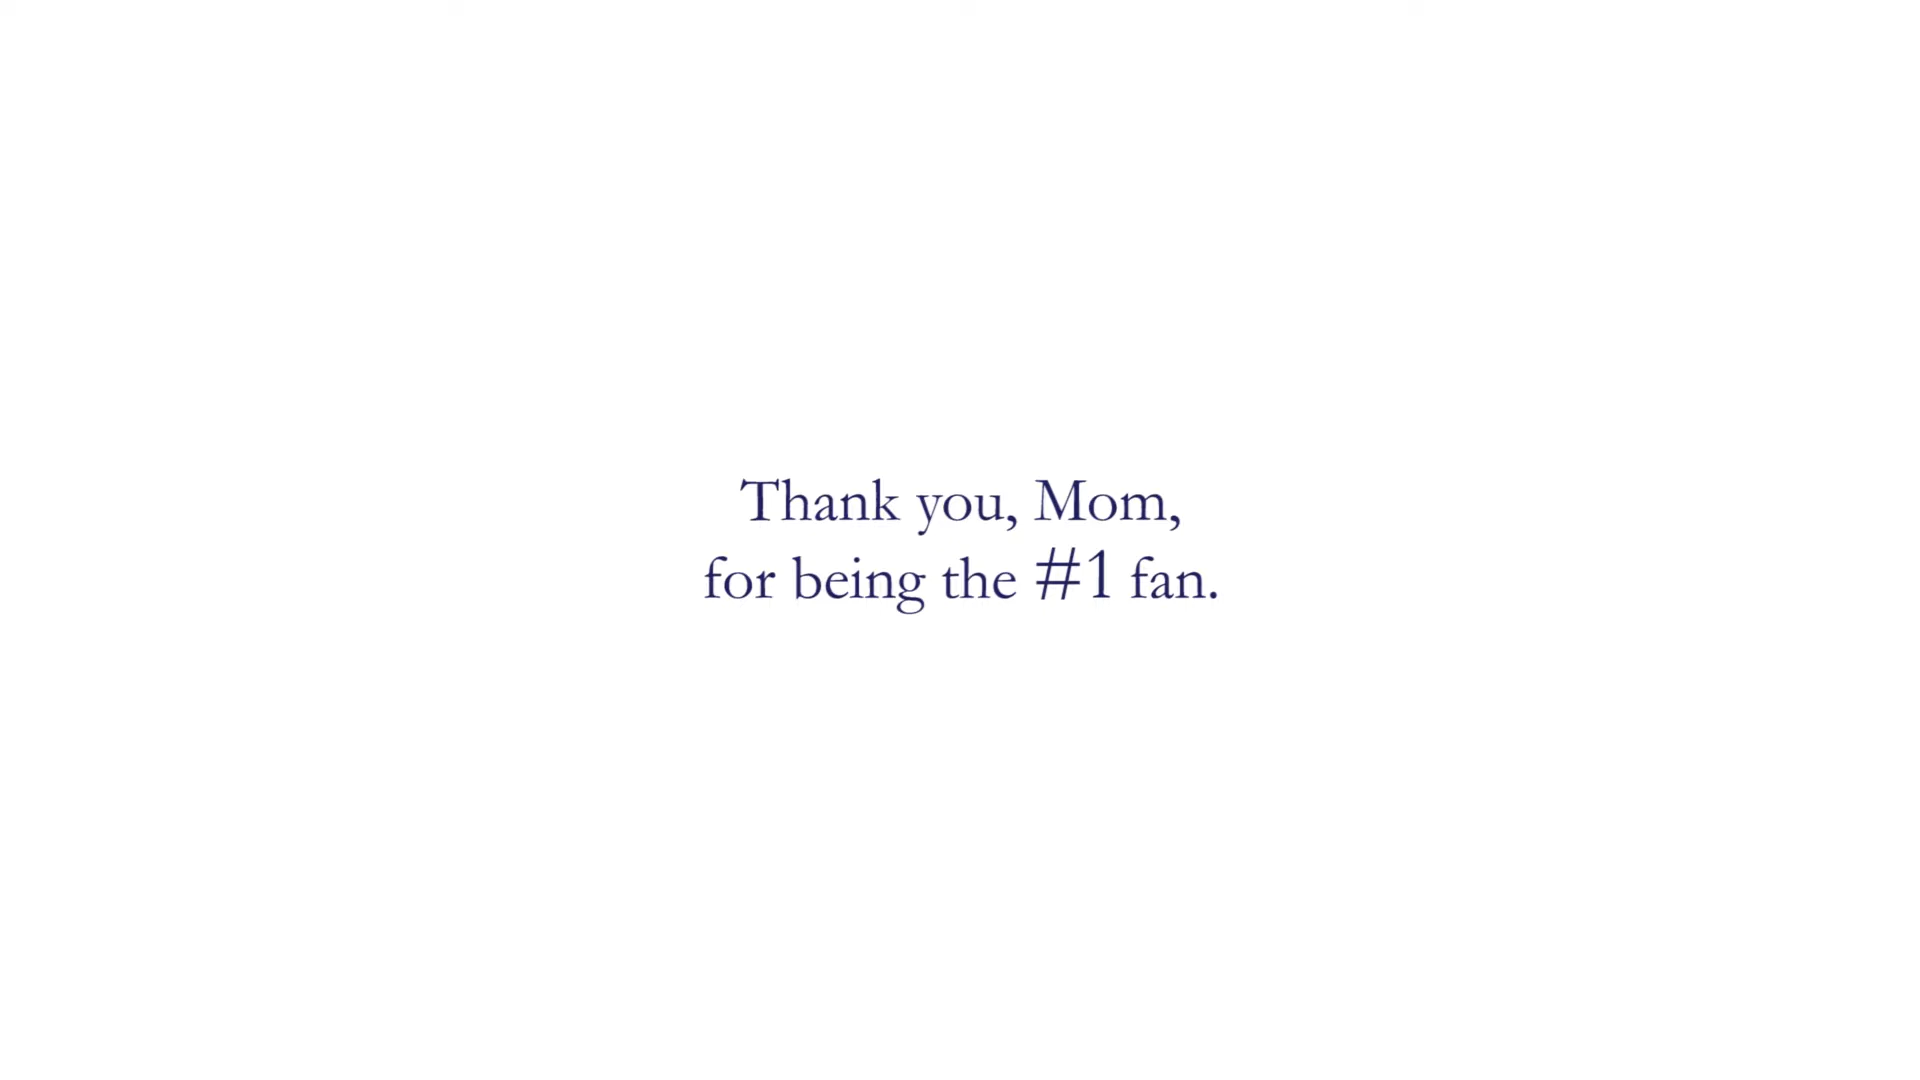 Thank you, Mom,
for being the #1 fan.